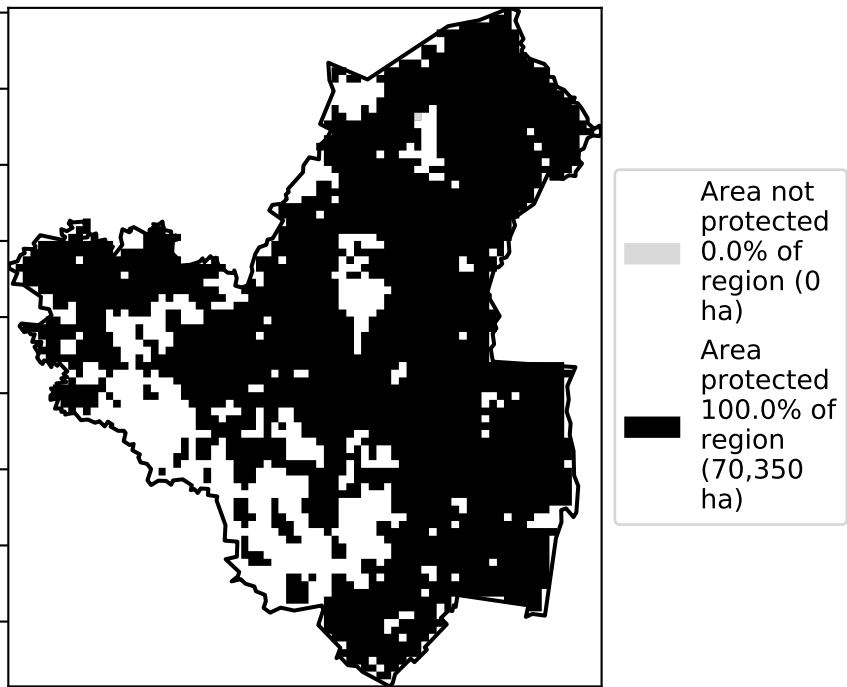 Area not
protected
0.0% of
region (0
ha)
Area
protected
100.0% of
region
(70,350
ha)